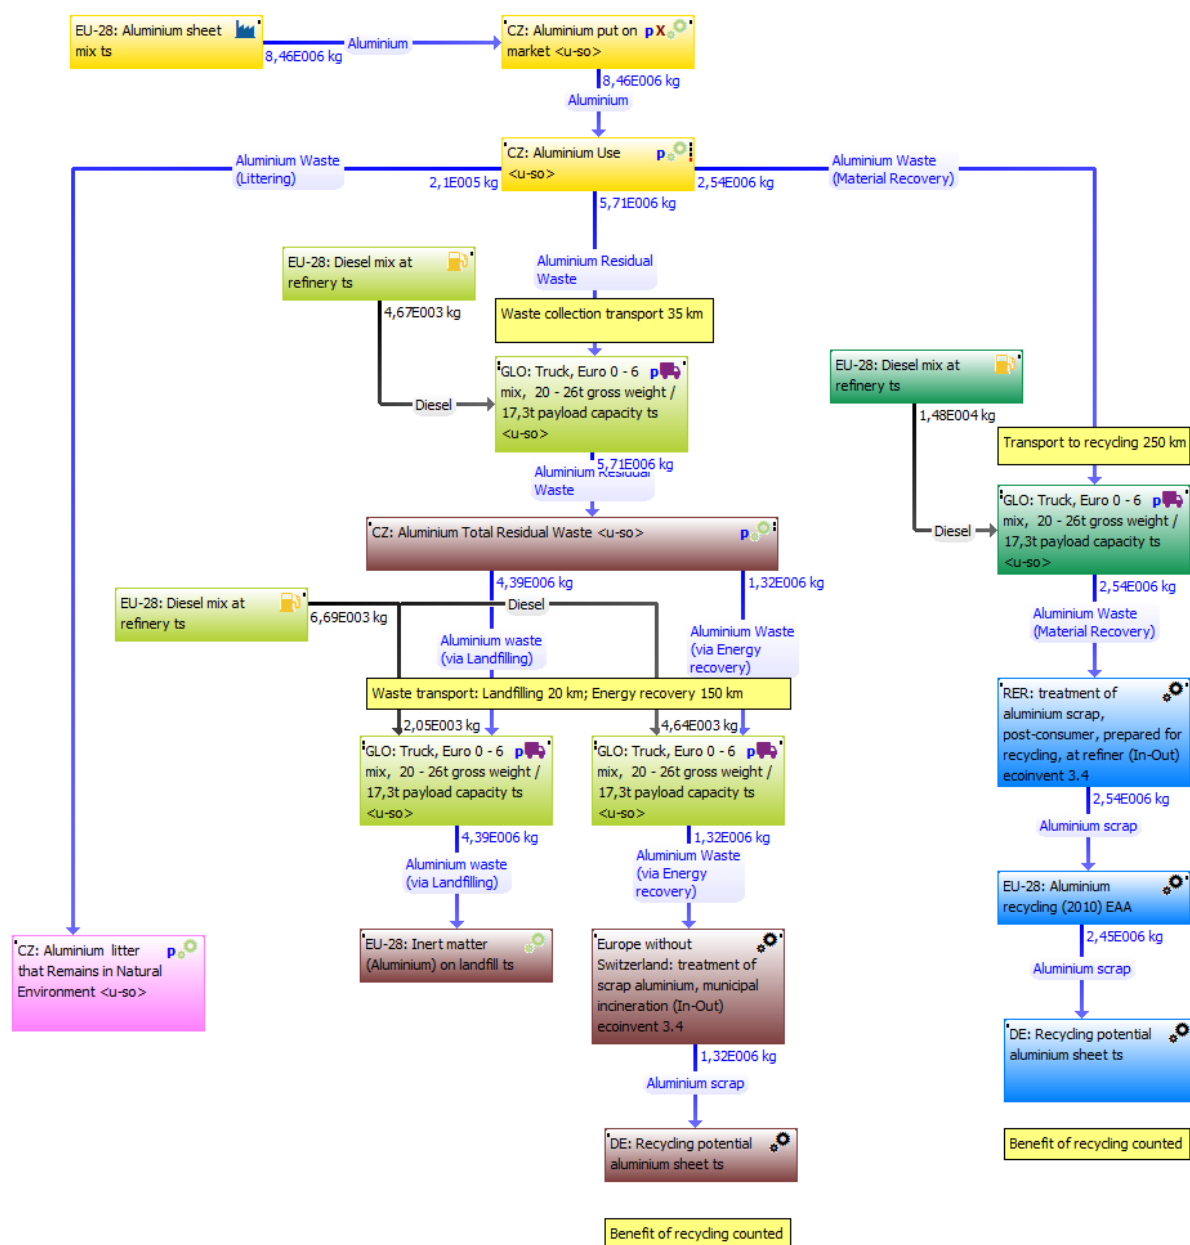 EU-28: Aluminium sheet
mix ts
Aluminium
8,46E006 kg
CZ: Aluminium put on
market <u-so>
pX
8,46E006 kg
Aluminium
CZ: Aluminium Use
<u-so>
p
Aluminium Waste
(Littering)
2,1E005 kg
2,54E006 kg
Aluminium Waste
(Material Recovery)
5,71E006 kg
Aluminium Residual
Waste
EU-28: Diesel mix at
refinery ts
4,67E003 kg
Waste collection transport 35 km
Diesel
GLO: Truck, Euro 0 - 6
mix, 20 - 26t gross weight /
17,3t payload capacity ts
<u-so>
p
5,71E006 kg
Aluminium Residual
Waste
EU-28: Diesel mix at
refinery ts
1,48E004 kg
Transport to recycling 250 km
Diesel
GLO: Truck, Euro 0 - 6
mix, 20 - 26t gross weight /
17,3t payload capacity ts
<u-so>
p
2,54E006 kg
Aluminium Waste
(Material Recovery)
CZ: Aluminium Total Residual Waste <u-so>
p
4,39E006 kg
1,32E006 kg
EU-28: Diesel mix at
refinery ts
6,69E003 kg
Diesel
Aluminium waste
(via Landfilling)
Aluminium Waste
(via Energy
recovery)
Waste transport: Landfilling 20 km; Energy recovery 150 km
2,05E003 kg
4,64E003 kg
GLO: Truck, Euro 0 - 6
mix, 20 - 26t gross weight /
17,3t payload capacity ts
<u-so>
p
GLO: Truck, Euro 0 - 6
mix, 20 - 26t gross weight /
17,3t payload capacity ts
<u-so>
p
RER: treatment of
aluminium scrap,
post-consumer, prepared for
recycling, at refiner (In-Out)
ecoinvent 3.4
2,54E006 kg
Aluminium scrap
4,39E006 kg
Aluminium waste
(via Landfilling)
1,32E006 kg
Aluminium Waste
(via Energy
recovery)
EU-28: Aluminium
recycling (2010) EAA
2,45E006 kg
Aluminium scrap
CZ: Aluminium litter
that Remains in Natural
Environment <u-so>
p
EU-28: Inert matter
(Aluminium) on landfill ts
Europe without
Switzerland: treatment of
scrap aluminium, municipal
incineration (In-Out)
ecoinvent 3.4
1,32E006 kg
Aluminium scrap
DE: Recycling potential
aluminium sheet ts
Benefit of recycling counted
DE: Recycling potential
aluminium sheet ts
Benefit of recycling counted